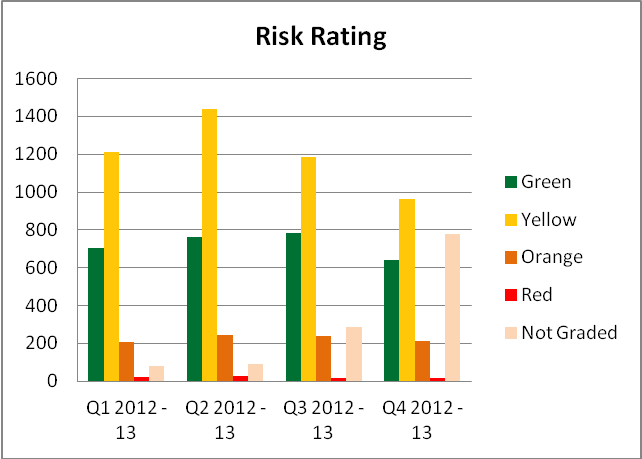 Risk Rating
1600
1400
1200
1000
800
600
400
200
0
Q1 2012 -
13
Q2 2012 -
13
Q3 2012 -
13
Q4 2012 -
13
Green
Yellow
Orange
Red
Not Graded